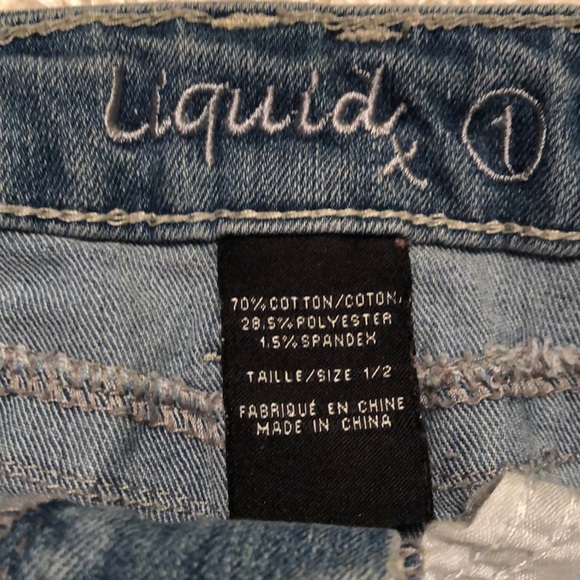 Liquid x 1
70% COTTON/COTON,
28.5% POLYESTER
1.5% SPANDEX
TAILLE/SIZE 1/2
FABRIQUÉ EN CHINE
MADE IN CHINA